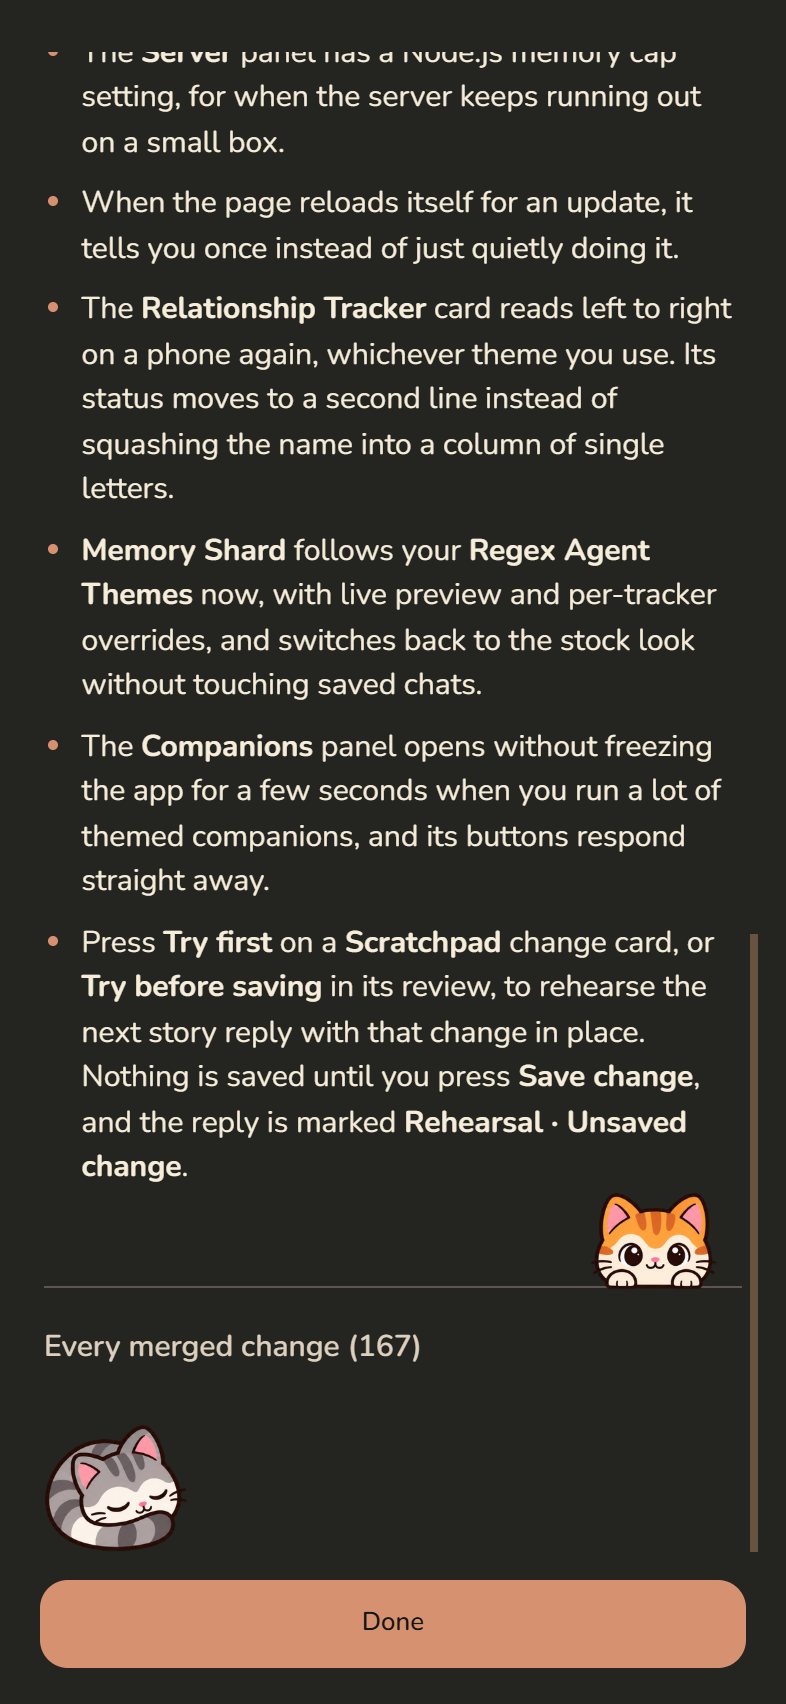 The Server panel has a Node.js memory cap
setting, for when the server keeps running out
on a small box.
When the page reloads itself for an update, it
tells you once instead of just quietly doing it.
The Relationship Tracker card reads left to right
on a phone again, whichever theme you use. Its
status moves to a second line instead of
squashing the name into a column of single
letters.
Memory Shard follows your Regex Agent
Themes now, with live preview and per-tracker
overrides, and switches back to the stock look
without touching saved chats.
The Companions panel opens without freezing
the app for a few seconds when you run a lot of
themed companions, and its buttons respond
straight away.
Press Try first on a Scratchpad change card, or
Try before saving in its review, to rehearse the
next story reply with that change in place.
Nothing is saved until you press Save change,
and the reply is marked Rehearsal · Unsaved
change.
Every merged change (167)
Done